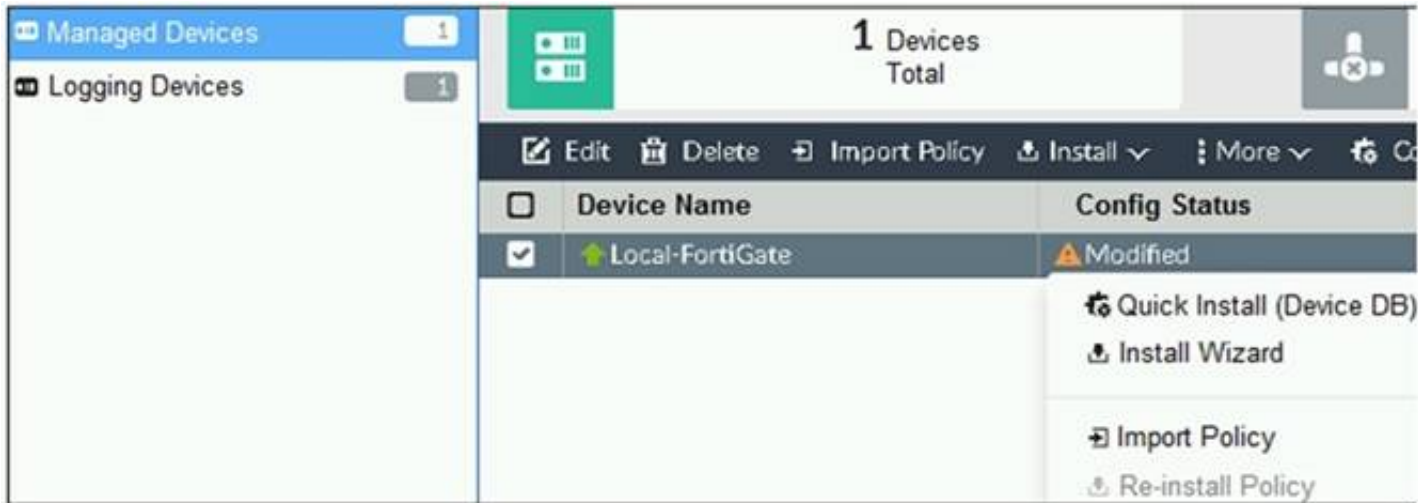 Managed Devices 1
Logging Devices 1
1 Devices
Total
Edit Delete Import Policy Install More
Device Name Config Status
Local-FortiGate Modified
Quick Install (Device DB)
Install Wizard
Import Policy
Re-install Policy